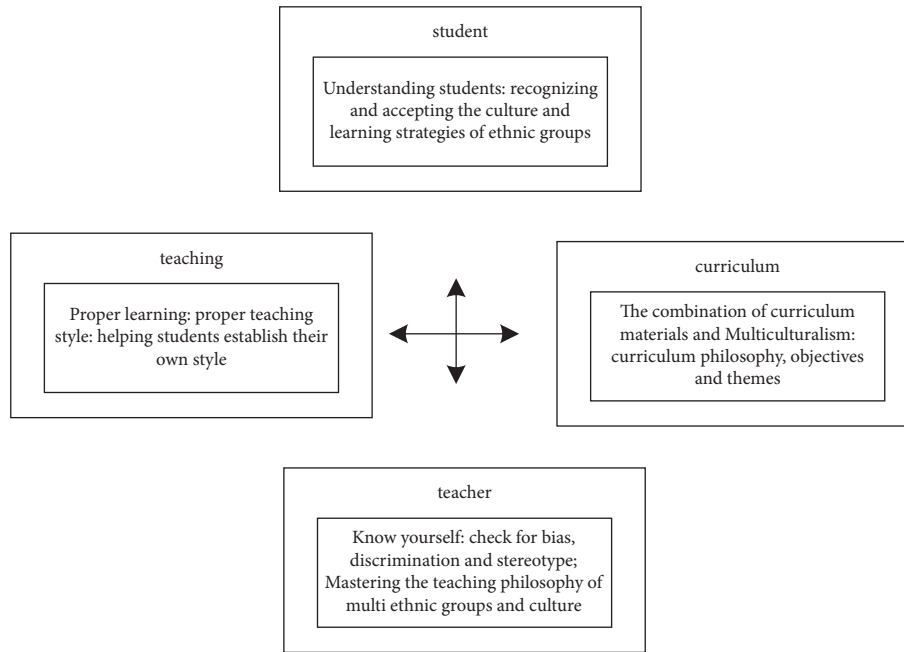 student
Understanding students: recognizing
and accepting the culture and
learning strategies of ethnic groups
teaching
Proper learning: proper teaching
style: helping students establish their
own style
curriculum
The combination of curriculum
materials and Multiculturalism:
curriculum philosophy, objectives
and themes
teacher
Know yourself: check for bias,
discrimination and stereotype;
Mastering the teaching philosophy of
multi ethnic groups and culture